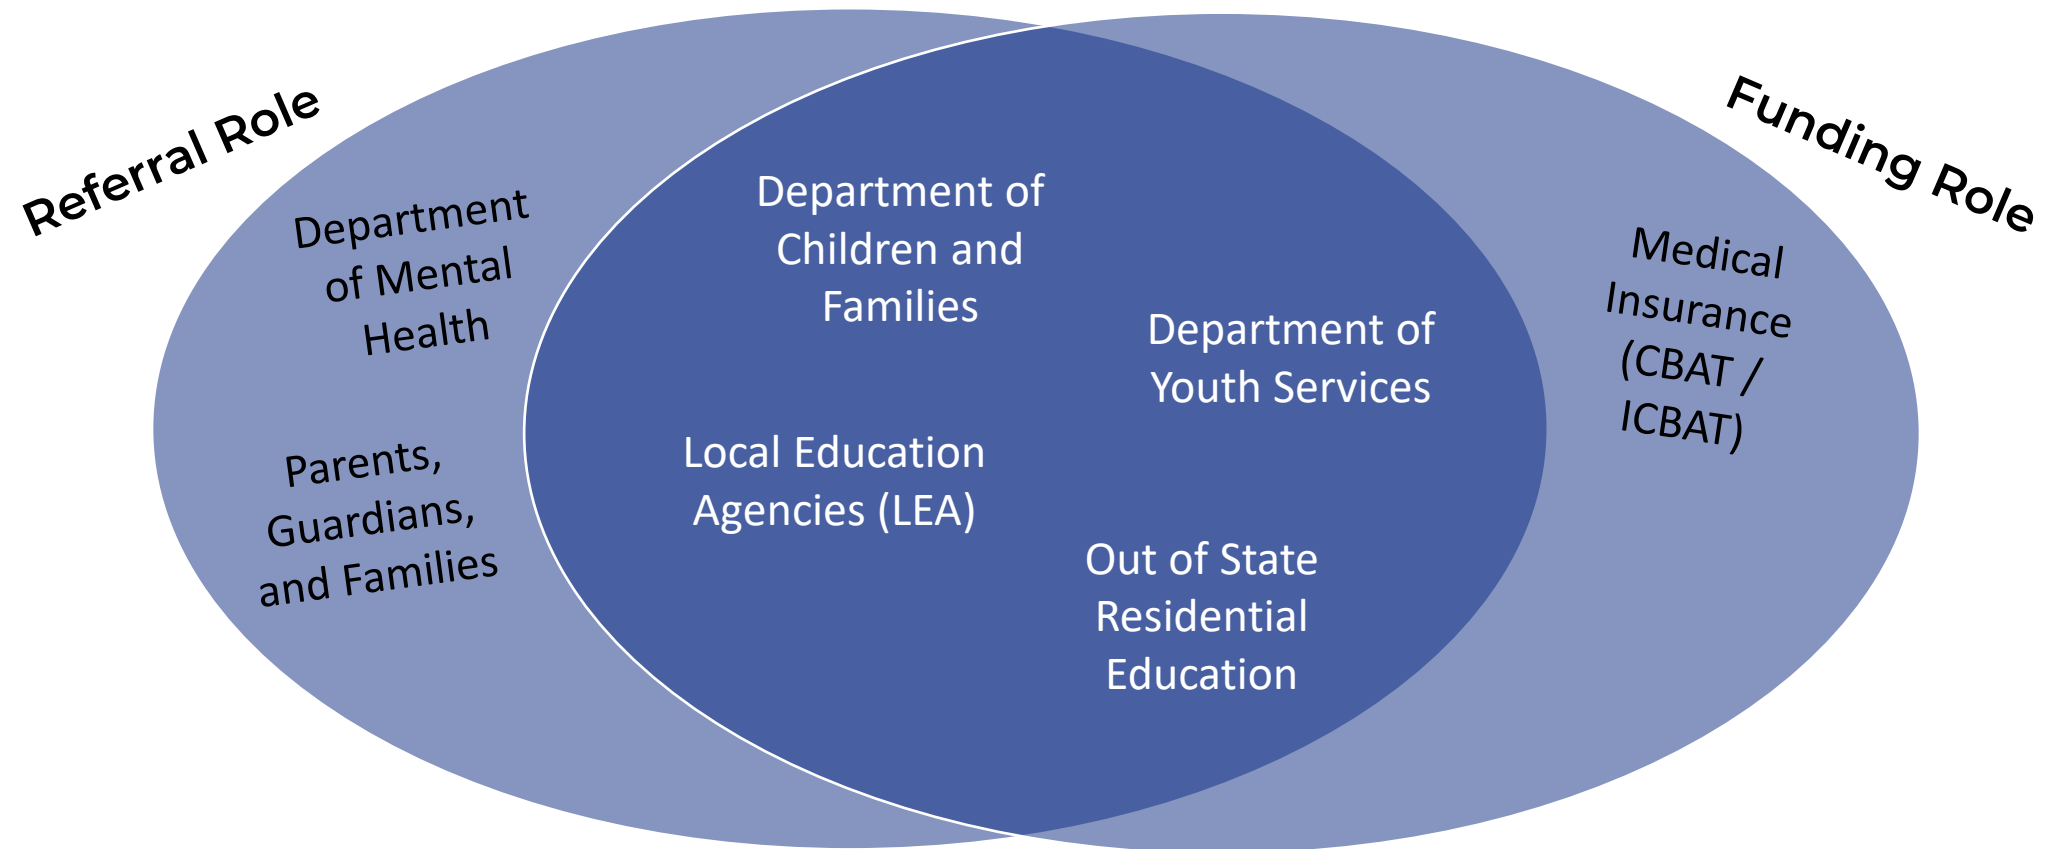 Referral Role
Department
of Mental
Health
Parents,
Guardians,
and Families
Department of
Children and
Families
Local Education
Agencies (LEA)
Department of
Youth Services
Out of State
Residential
Education
Funding Role
Medical
Insurance
(CBAT /
ICBAT)